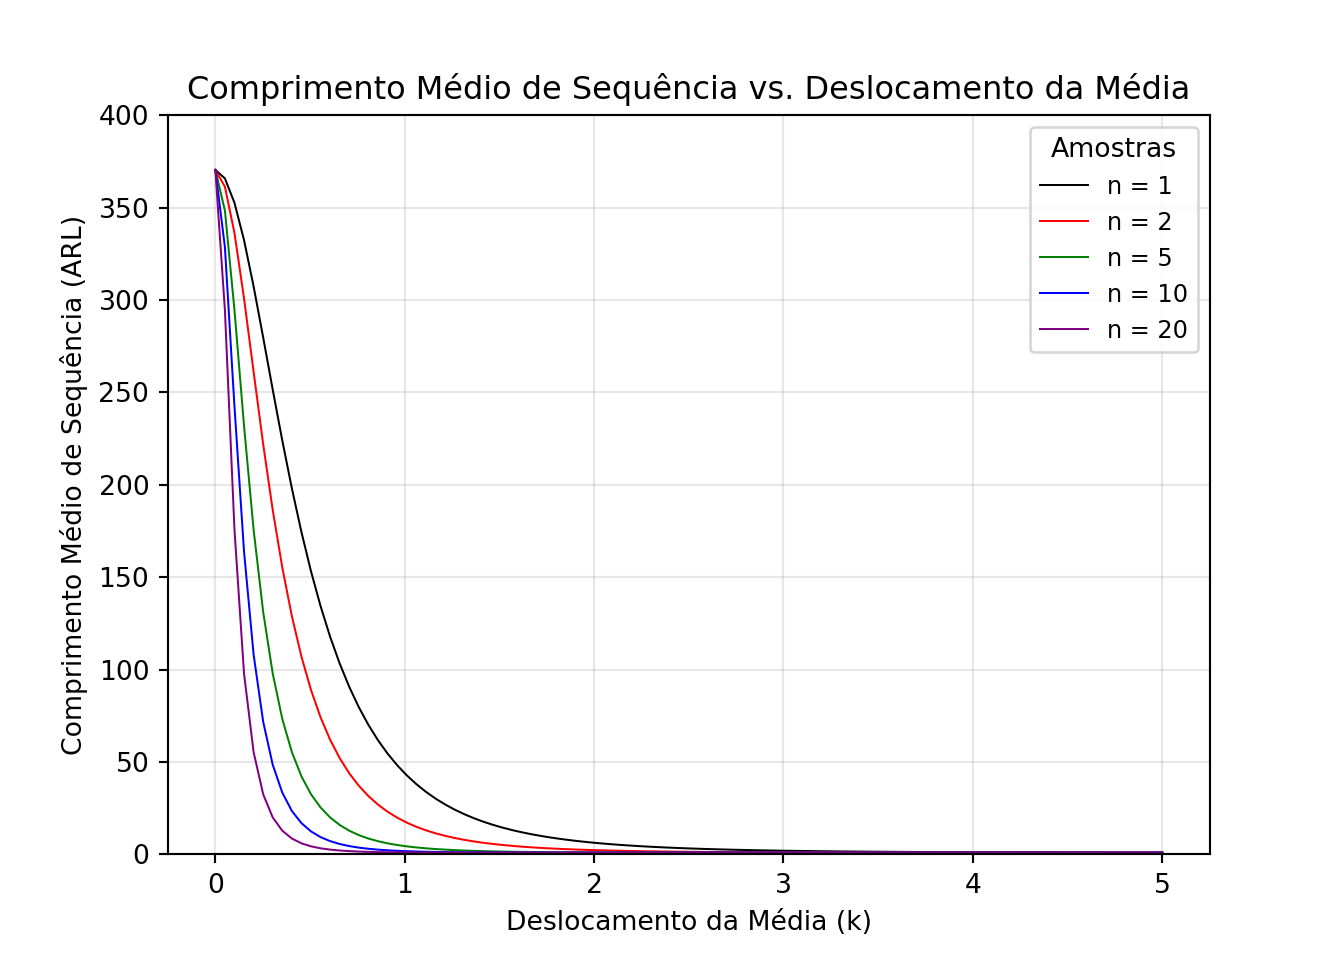 Comprimento Médio de Sequência vs. Deslocamento da Média
Comprimento Médio de Sequência (ARL)
400
350
300
250
200
150
100
50
0
0 1 2 3 4 5
Deslocamento da Média (k)
Amostras
n = 1
n = 2
n = 5
n = 10
n = 20